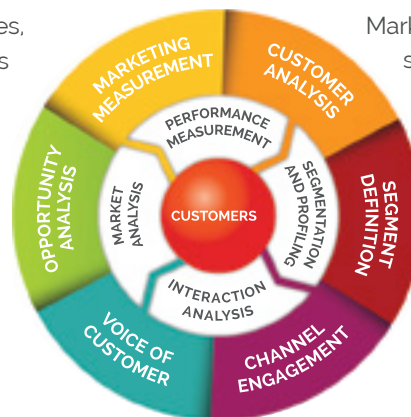 es,
s
Mark
s
MARKETING
MEASUREMENT
CUSTOMER
ANALYSIS
PERFORMANCE
MEASUREMENT
OPPORTUNITY
ANALYSIS
MARKET
ANALYSIS
CUSTOMERS
SEGMENTATION
AND PROFILING
SEGMENT
DEFINITION
INTERACTION
ANALYSIS
VOICE OF
CUSTOMER
CHANNEL
ENGAGEMENT